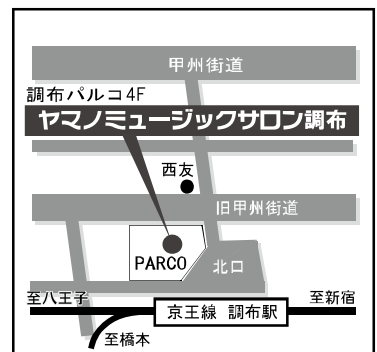 甲州街道
調布パルコ4F
ヤマノミュージックサロン調布
西友
旧甲州街道
PARCO
北口
至八王子
京王線 調布駅
至新宿
至橋本